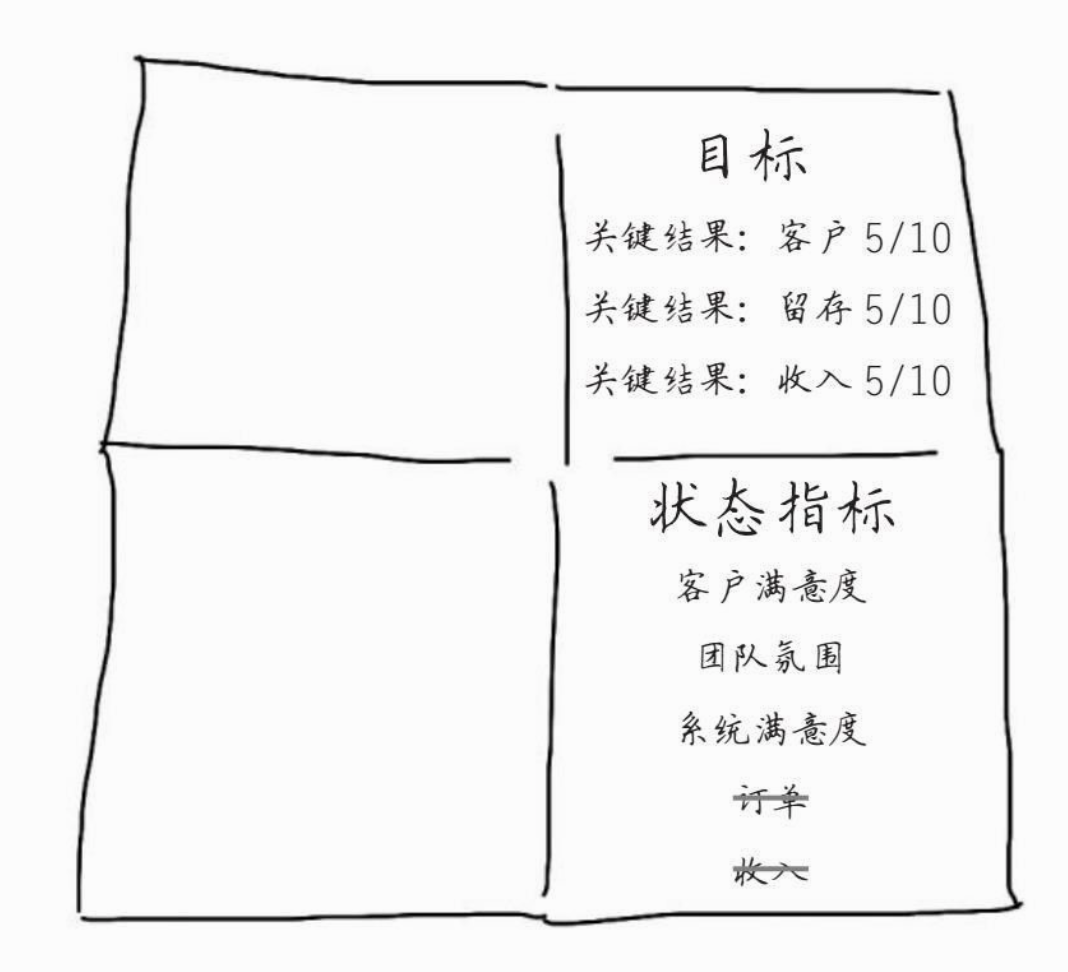 目标
关键结果：客户 5/10
关键结果：留存 5/10
关键结果：收入 5/10
状态指标
客户满意度
团队氛围
系统满意度
订单
收入